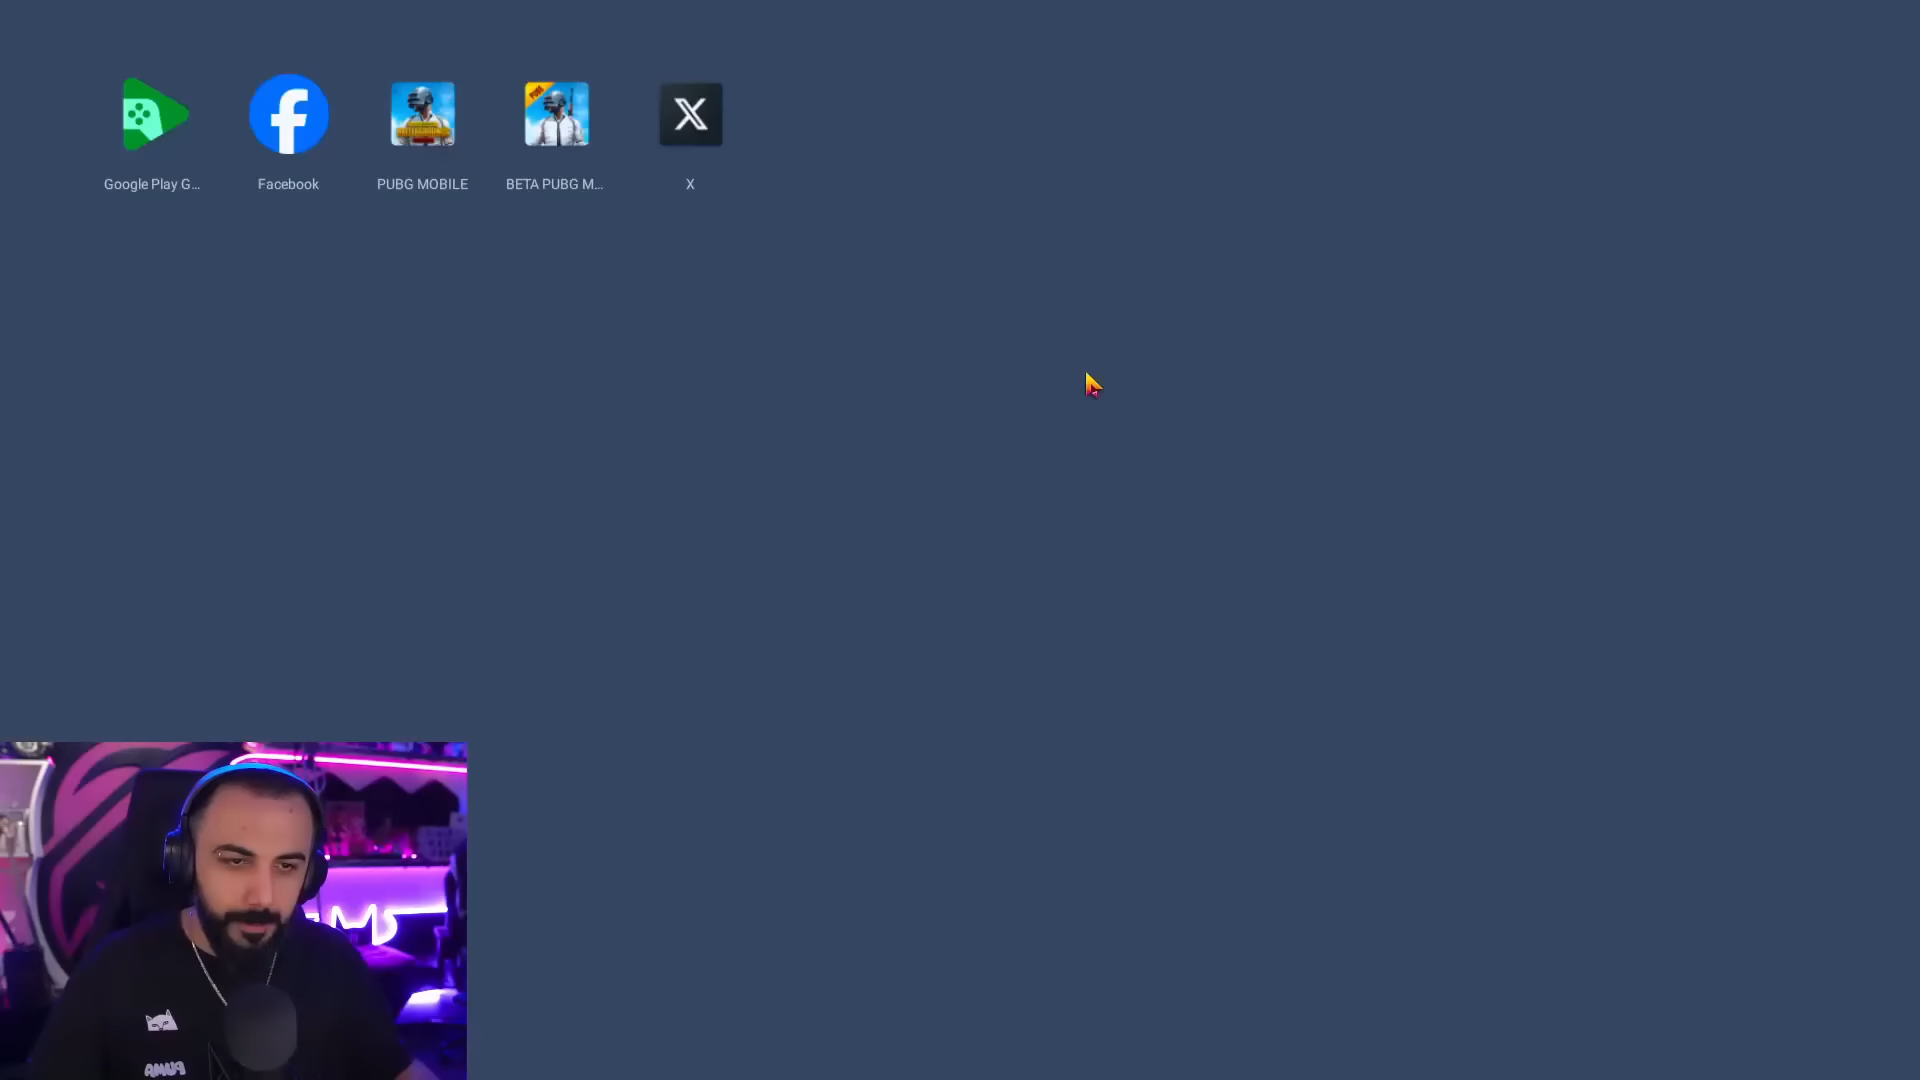 Google Play G...
Facebook
PUBG MOBILE
BETA PUBG M...
X